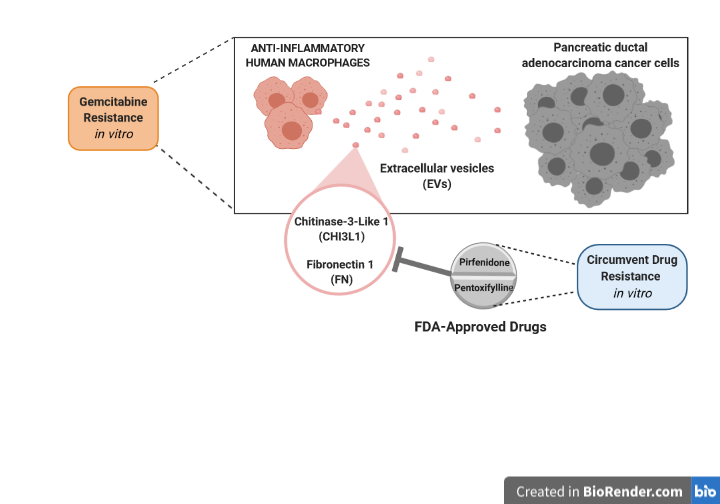 ANTI-INFLAMMATORY
HUMAN MACROPHAGES
Pancreatic ductal
adenocarcinoma cancer cells
Gemcitabine
Resistance
in vitro
Extracellular vesicles
(EVs)
Chitinase-3-Like 1
(CHI3L1)
Fibronectin 1
(FN)
Pirfenidone
Pentoxifylline
Circumvent Drug
Resistance
in vitro
FDA-Approved Drugs
Created in BioRender.com bio